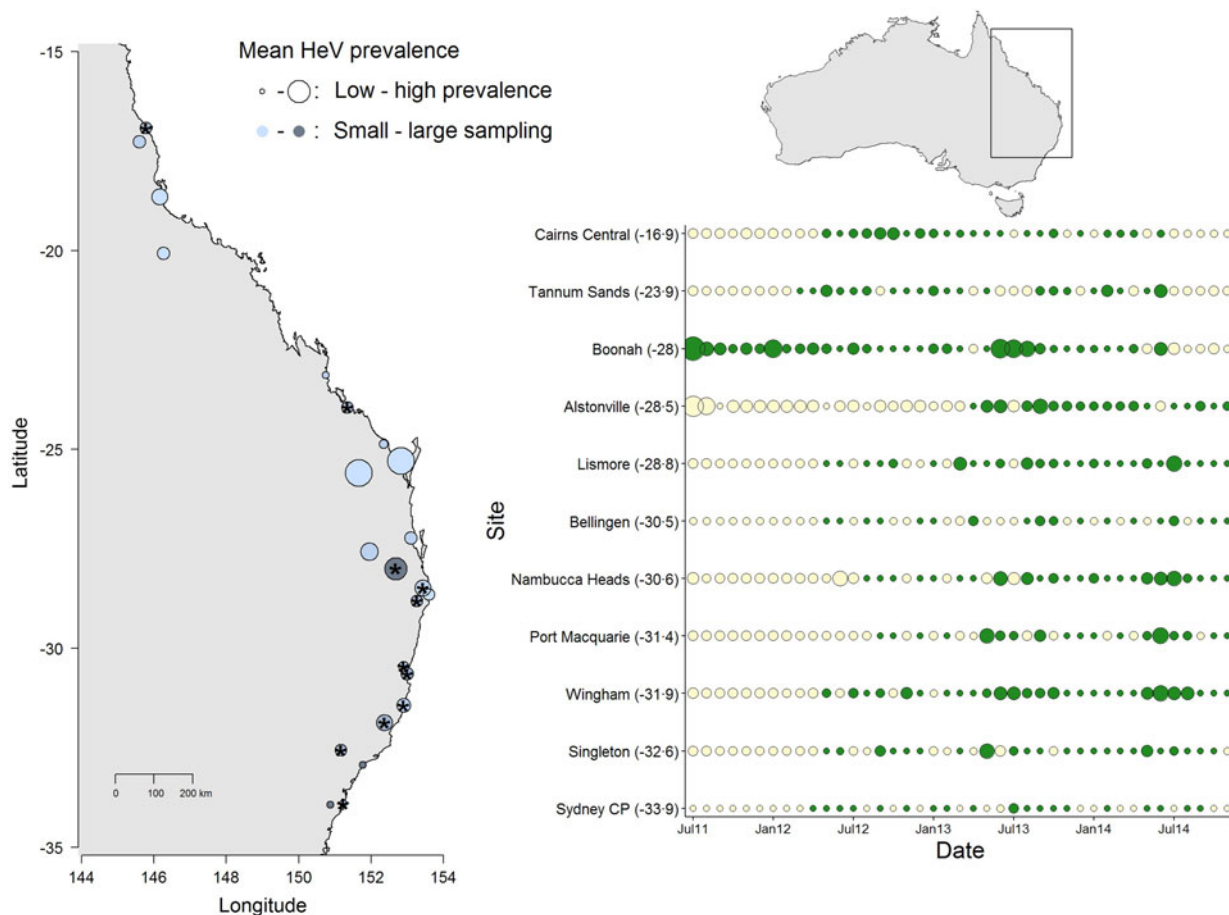 Mean HeV prevalence
- : Low - high prevalence
- : Small - large sampling
-15
-20
-25
-30
-35
Latitude
0 100 200 km
144 146 148 150 152 154
Longitude
Cairns Central (-16·9)
Tannum Sands (-23·9)
Boonah (-28)
Alstonville (-28·5)
Lismore (-28·8)
Bellingen (-30·5)
Nambucca Heads (-30·6)
Port Macquarie (-31·4)
Wingham (-31·9)
Singleton (-32·6)
Sydney CP (-33·9)
Site
Jul11 Jan12 Jul12 Jan13 Jul13 Jan14 Jul14
Date